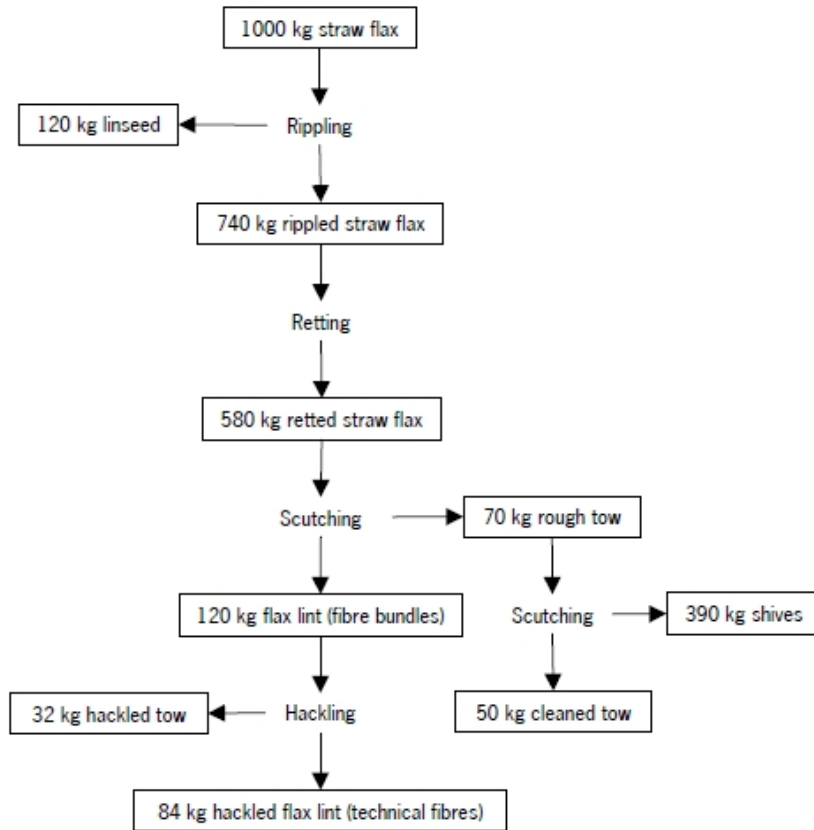 1000 kg straw flax
120 kg linseed
Rippling
740 kg rippled straw flax
Retting
580 kg retted straw flax
Scutching
70 kg rough tow
120 kg flax lint (fibre bundles)
Scutching
390 kg shives
32 kg hackled tow
Hackling
50 kg cleaned tow
84 kg hackled flax lint (technical fibres)